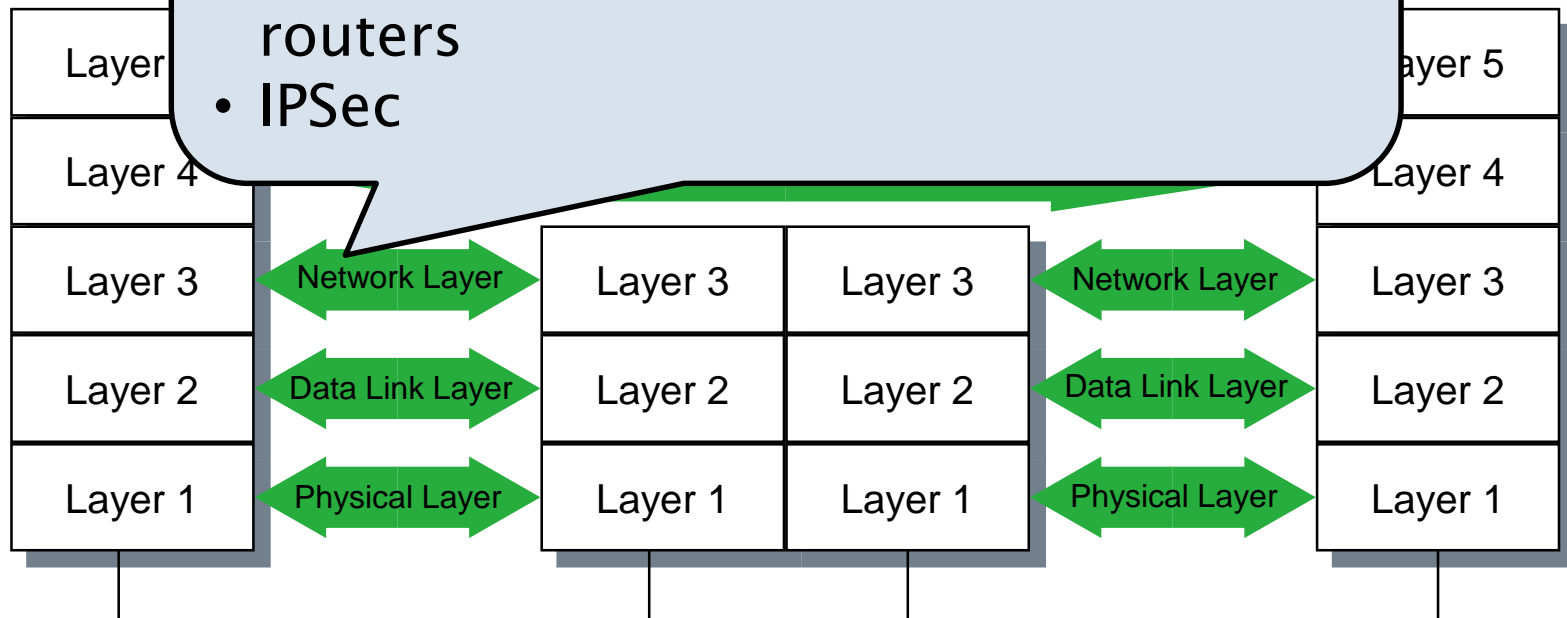 routers
• IPSec
Layer
ayer 5
Layer 4
Layer 4
Layer 3
Network Layer
Layer 3
Layer 3
Network Layer
Layer 3
Layer 2
Data Link Layer
Layer 2
Layer 2
Data Link Layer
Layer 2
Layer 1
Physical Layer
Layer 1
Layer 1
Physical Layer
Layer 1